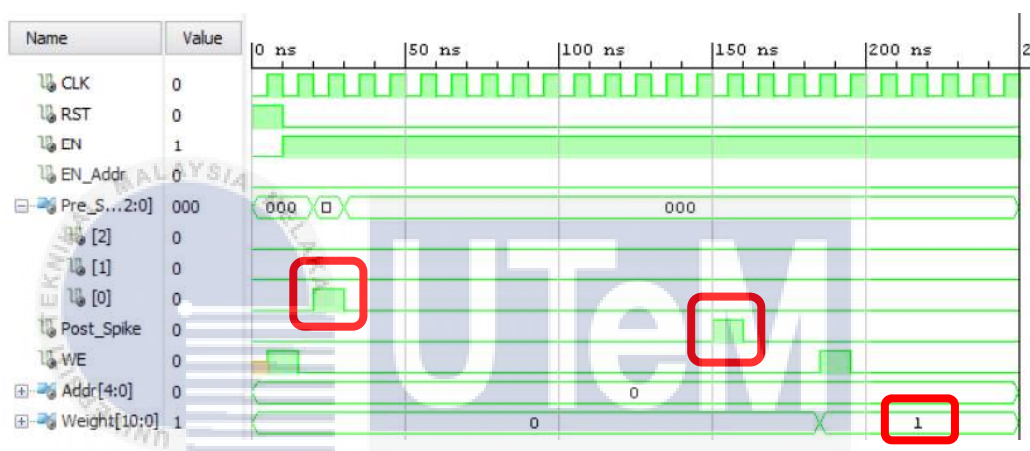 Name Value 0 ns 50 ns 100 ns 150 ns 200 ns 2
CLK 0
RST 0
EN 1
EN_Addr 0
Pre_S...2:0] 000 000 000
[2] 0
[1] 0
[0] 0
Post_Spike 0
WE 0
Addr[4:0] 0 0
Weight[10:0] 1 0 1
UTeM
MALAYSIA